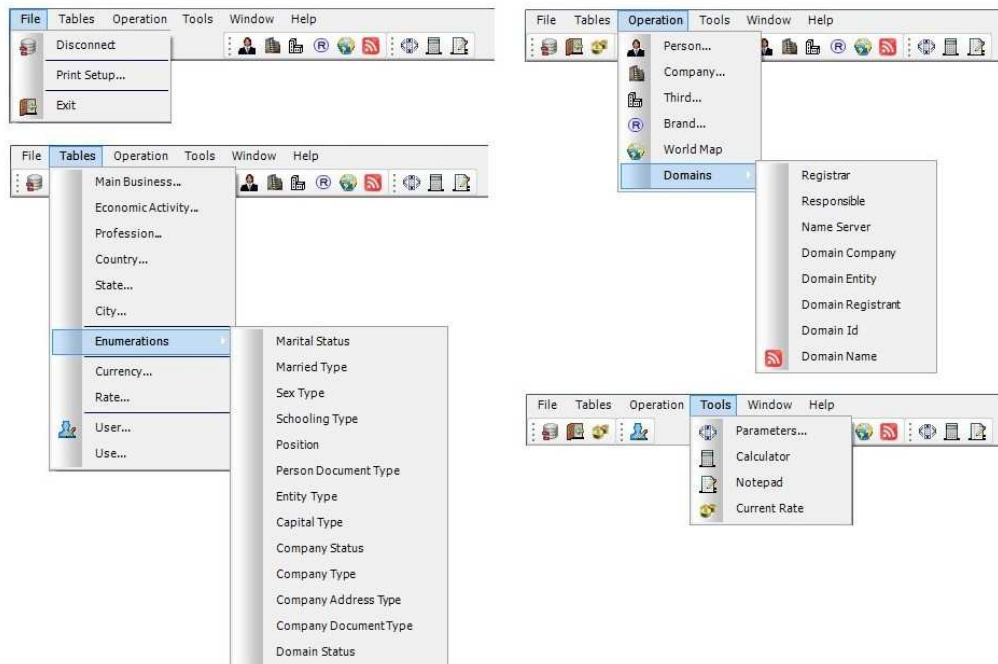 File Tables Operation Tools Window Help
Disconnect
Print Setup...
Exit
File Tables Operation Tools Window Help
Main Business...
Economic Activity...
Profession...
Country...
State...
City...
Enumerations
Currency...
Rate...
User...
Use...
Marital Status
Married Type
Sex Type
Schooling Type
Position
Person Document Type
Entity Type
Capital Type
Company Status
Company Type
Company Address Type
Company Document Type
Domain Status
File Tables Operation Tools Window Help
Person...
Company...
Third...
® Brand...
World Map
Domains
Registrar
Responsible
Name Server
Domain Company
Domain Entity
Domain Registrant
Domain Id
Domain Name
File Tables Operation Tools Window Help
Parameters...
Calculator
Notepad
Current Rate